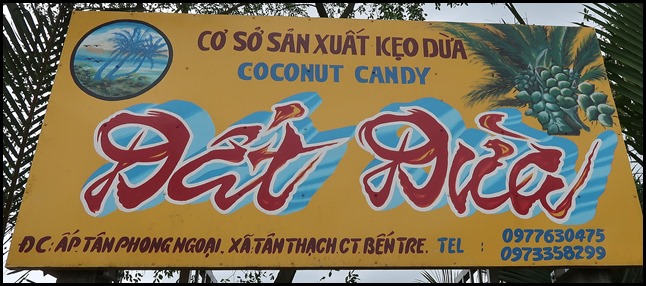 CƠ SỞ SẢN XUẤT KẸO DỪA
COCONUT CANDY
Đất Dừa
ĐC: ẤP TÂN PHONG NGOẠI. XÃ.TÂN THẠCH CT BẾN TRE. TEL : 0977630475
0973358299